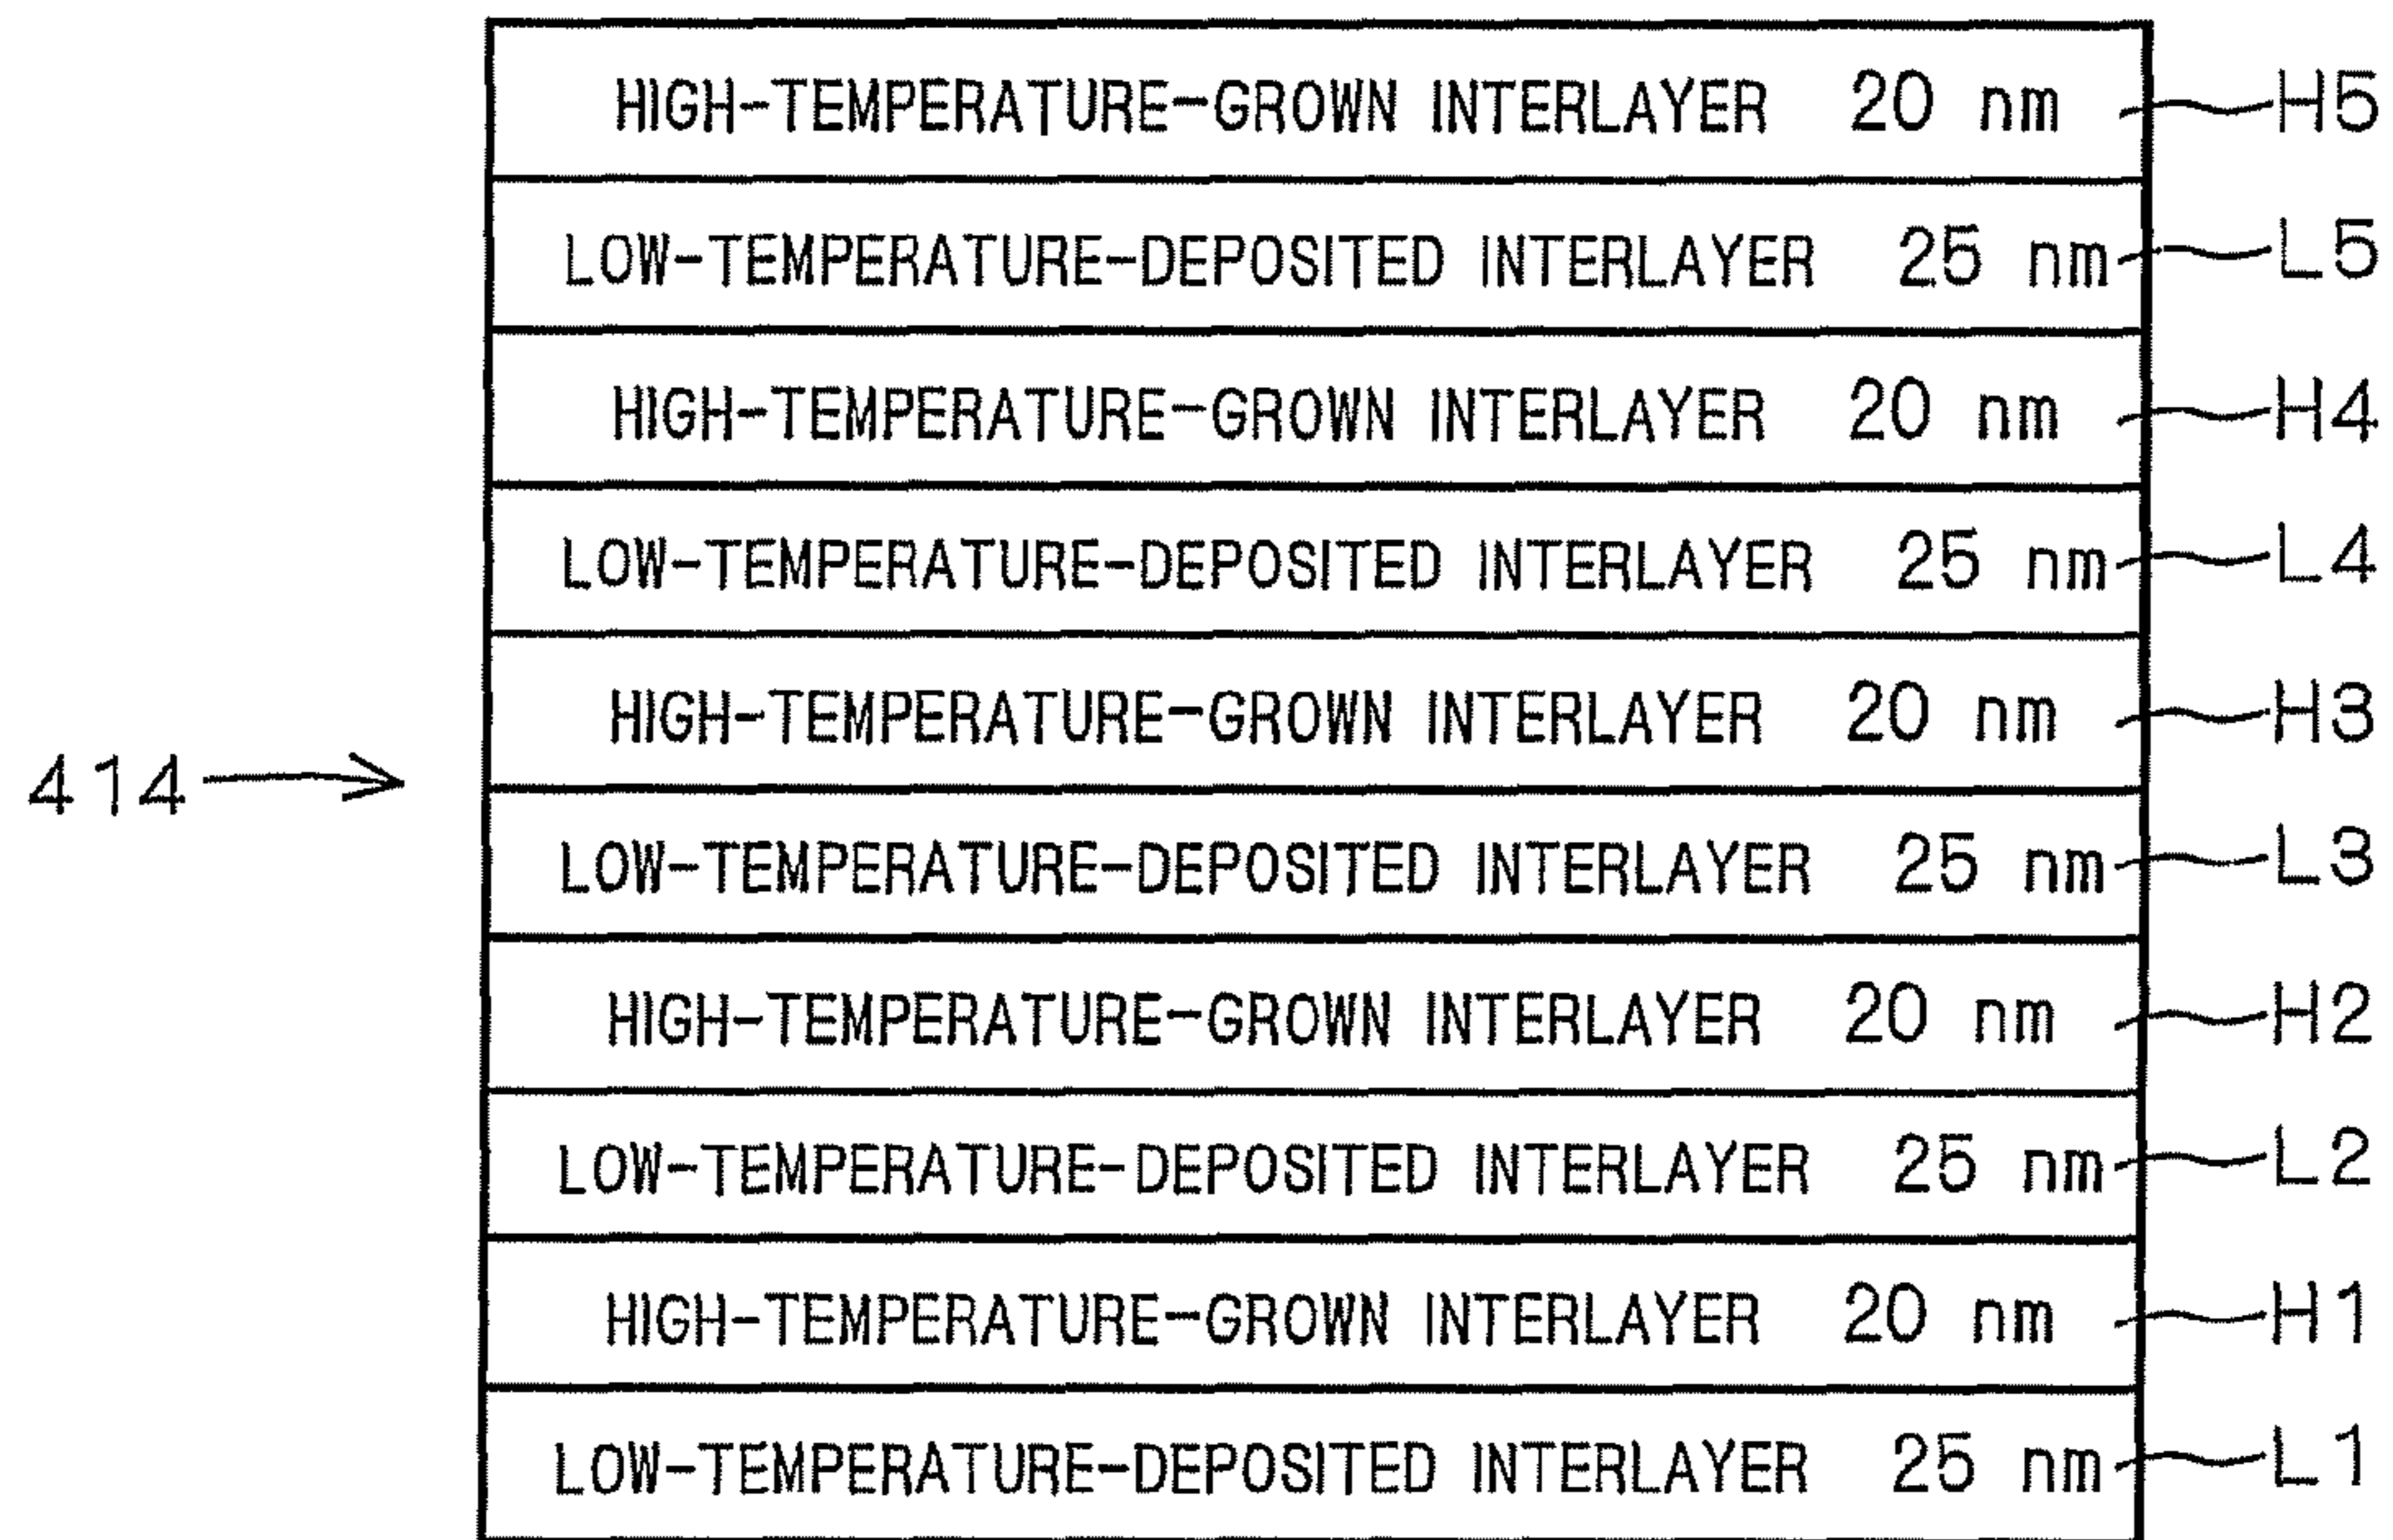 HIGH-TEMPERATURE-GROWN INTERLAYER 20 nm H5
LOW-TEMPERATURE-DEPOSITED INTERLAYER 25 nm L5
HIGH-TEMPERATURE-GROWN INTERLAYER 20 nm H4
LOW-TEMPERATURE-DEPOSITED INTERLAYER 25 nm L4
HIGH-TEMPERATURE-GROWN INTERLAYER 20 nm H3
414
LOW-TEMPERATURE-DEPOSITED INTERLAYER 25 nm L3
HIGH-TEMPERATURE-GROWN INTERLAYER 20 nm H2
LOW-TEMPERATURE-DEPOSITED INTERLAYER 25 nm L2
HIGH-TEMPERATURE-GROWN INTERLAYER 20 nm H1
LOW-TEMPERATURE-DEPOSITED INTERLAYER 25 nm L1